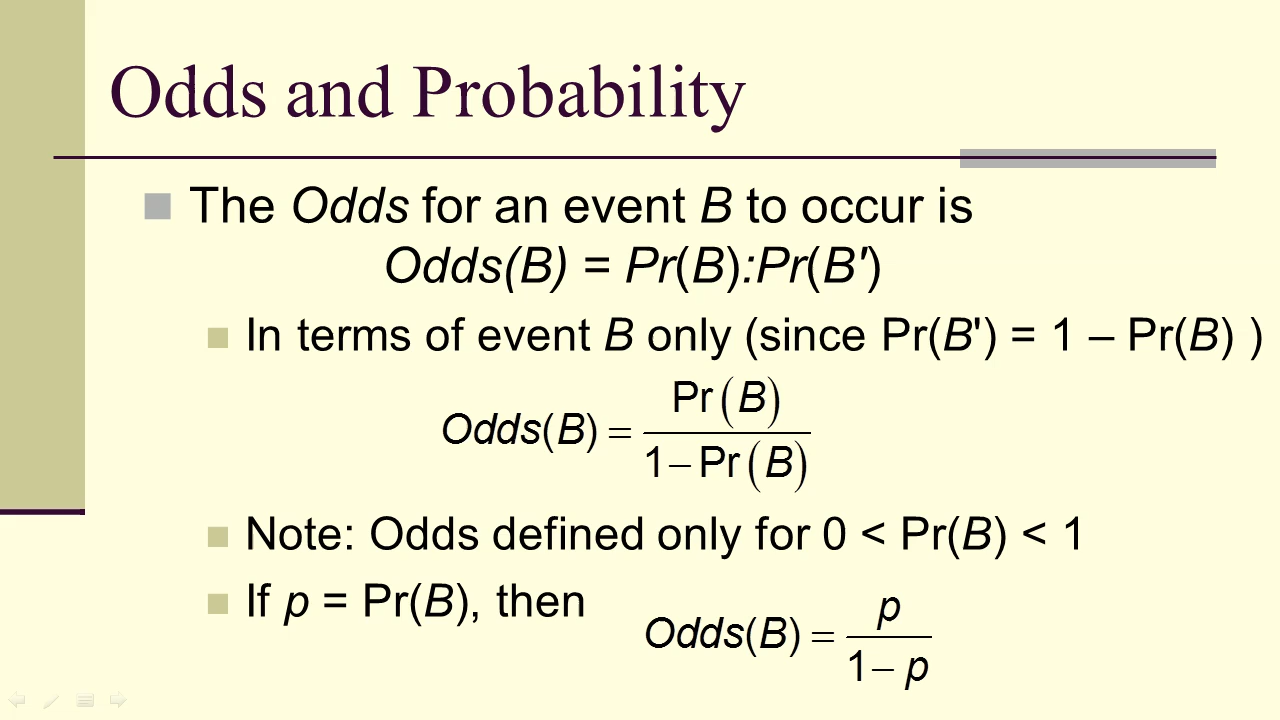 Odds and Probability
The Odds for an event B to occur is
Odds(B) = Pr(B):Pr(B')
In terms of event B only (since Pr(B') = 1 – Pr(B) )
Odds(B) = Pr(B) / 1 – Pr(B)
Note: Odds defined only for 0 < Pr(B) < 1
If p = Pr(B), then
Odds(B) = p / 1 – p